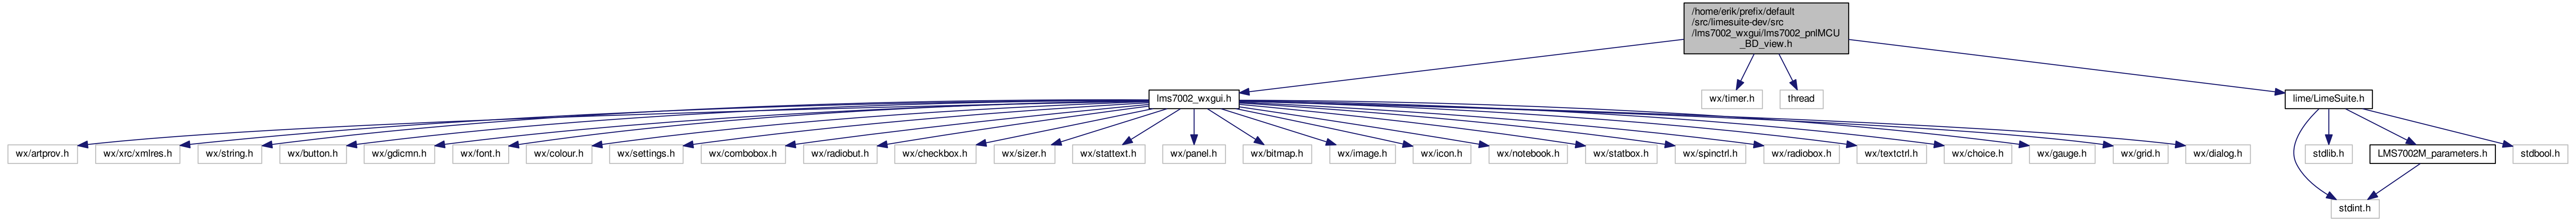 /home/erik/prefix/default
/src/limesuite-dev/src
/lms7002_wxgui/lms7002_pnlMCU
_BD_view.h
lms7002_wxgui.h
wx/timer.h
thread
lime/LimeSuite.h
wx/artprov.h
wx/xrc/xmlres.h
wx/string.h
wx/button.h
wx/gdicmn.h
wx/font.h
wx/colour.h
wx/settings.h
wx/combobox.h
wx/radiobut.h
wx/checkbox.h
wx/sizer.h
wx/stattext.h
wx/panel.h
wx/bitmap.h
wx/image.h
wx/icon.h
wx/notebook.h
wx/statbox.h
wx/spinctrl.h
wx/radiobox.h
wx/textctrl.h
wx/choice.h
wx/gauge.h
wx/grid.h
wx/dialog.h
stdlib.h
LMS7002M_parameters.h
stdbool.h
stdint.h